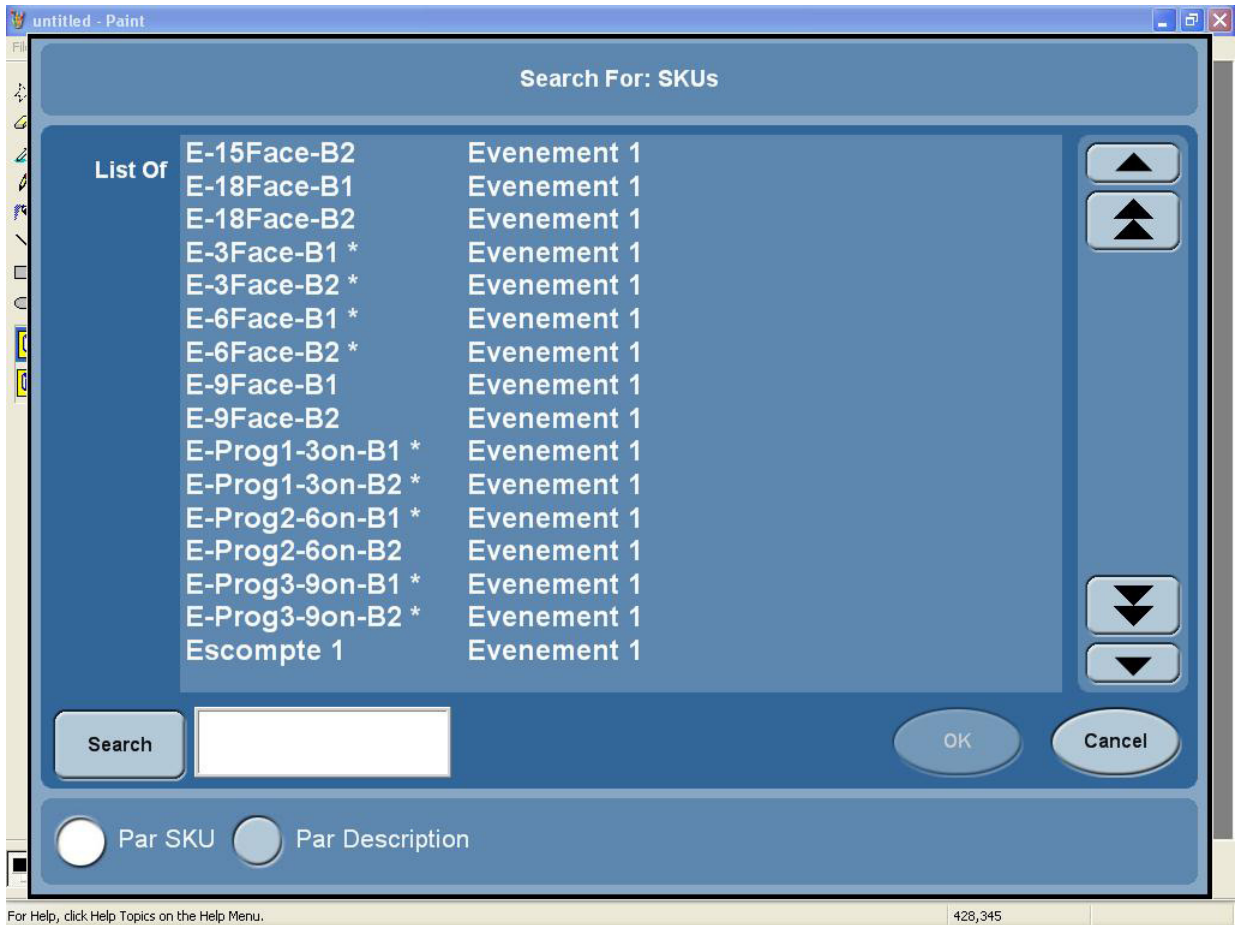 untitled - Paint
Search For: SKUs
List Of
E-15Face-B2 Evenement 1
E-18Face-B1 Evenement 1
E-18Face-B2 Evenement 1
E-3Face-B1 * Evenement 1
E-3Face-B2 * Evenement 1
E-6Face-B1 * Evenement 1
E-6Face-B2 * Evenement 1
E-9Face-B1 Evenement 1
E-9Face-B2 Evenement 1
E-Prog1-3on-B1 * Evenement 1
E-Prog1-3on-B2 * Evenement 1
E-Prog2-6on-B1 * Evenement 1
E-Prog2-6on-B2 Evenement 1
E-Prog3-9on-B1 * Evenement 1
E-Prog3-9on-B2 * Evenement 1
Escompte 1 Evenement 1
Search OK Cancel
Par SKU Par Description
For Help, click Help Topics on the Help Menu. 428,345